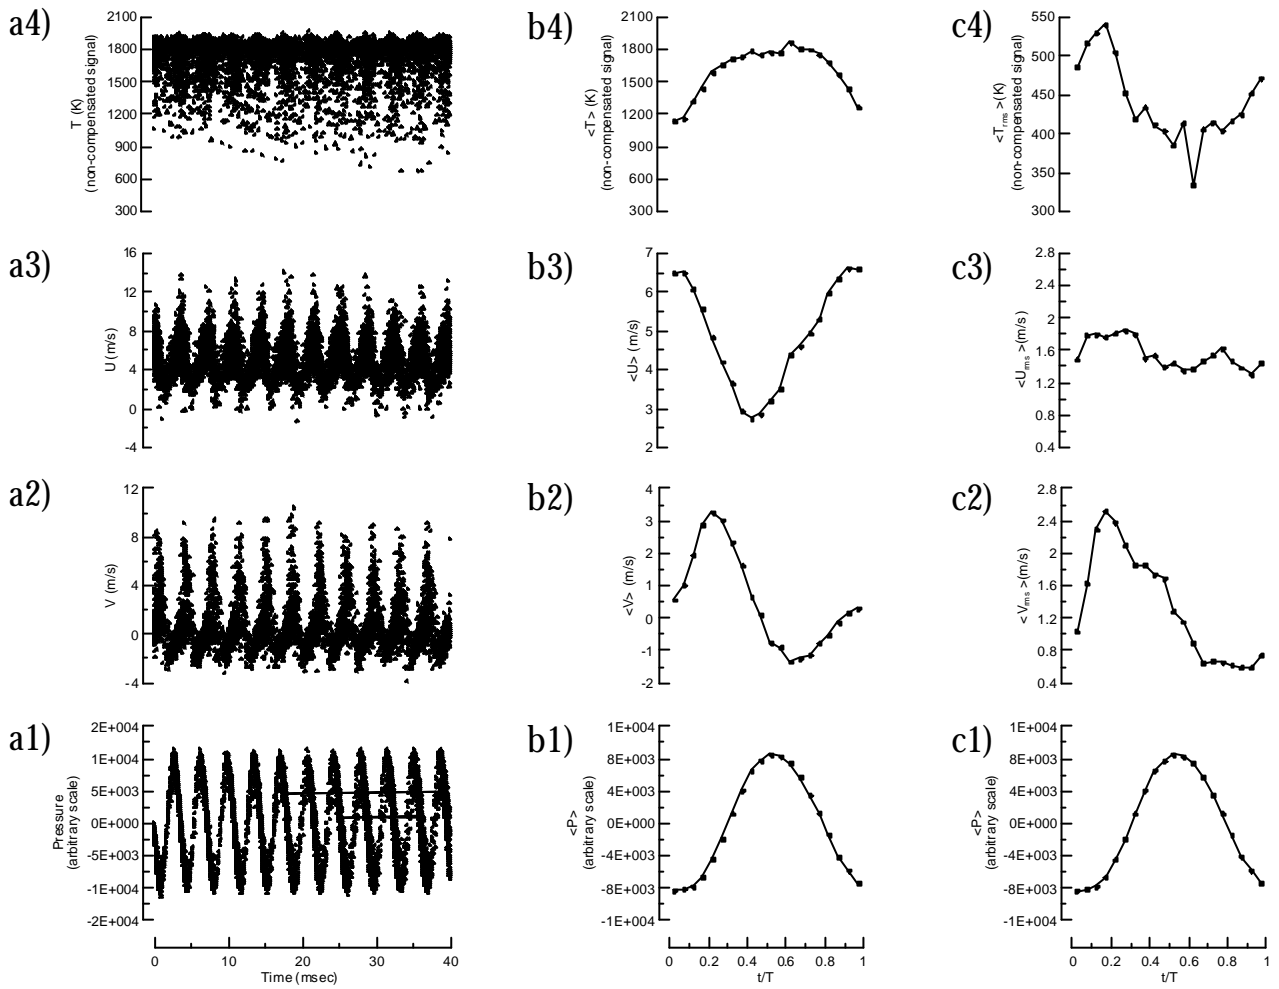 a4)
T (K)
(non-compensated signal)
2100
1800
1500
1200
900
600
300
b4)
<T> (K)
(non-compensated signal)
2100
1800
1500
1200
900
600
300
c4)
<Trms>(K)
(non-compensated signal)
550
500
450
400
350
300
a3)
U (m/s)
16
12
8
4
0
-4
b3)
<U> (m/s)
7
6
5
4
3
2
c3)
<Urms>(m/s)
2.8
2.4
2
1.6
1.2
0.8
0.4
a2)
V (m/s)
12
8
4
0
-4
b2)
<V> (m/s)
4
3
2
1
0
-1
-2
c2)
<Vrms>(m/s)
2.8
2.4
2
1.6
1.2
0.8
0.4
a1)
Pressure
(arbitrary scale)
2E+004
1E+004
5E+003
0E+000
-5E+003
-1E+004
-2E+004
0 10 20 30 40
Time (msec)
b1)
<P>
(arbitrary scale)
1E+004
8E+003
4E+003
0E+000
-4E+003
-8E+003
-1E+004
0 0.2 0.4 0.6 0.8 1
t/T
c1)
<P>
(arbitrary scale)
1E+004
8E+003
4E+003
0E+000
-4E+003
-8E+003
-1E+004
0 0.2 0.4 0.6 0.8 1
t/T